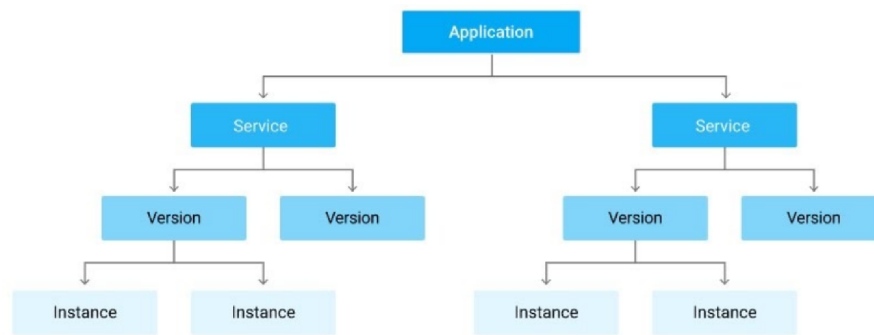 Application
Service
Service
Version
Version
Version
Version
Instance
Instance
Instance
Instance